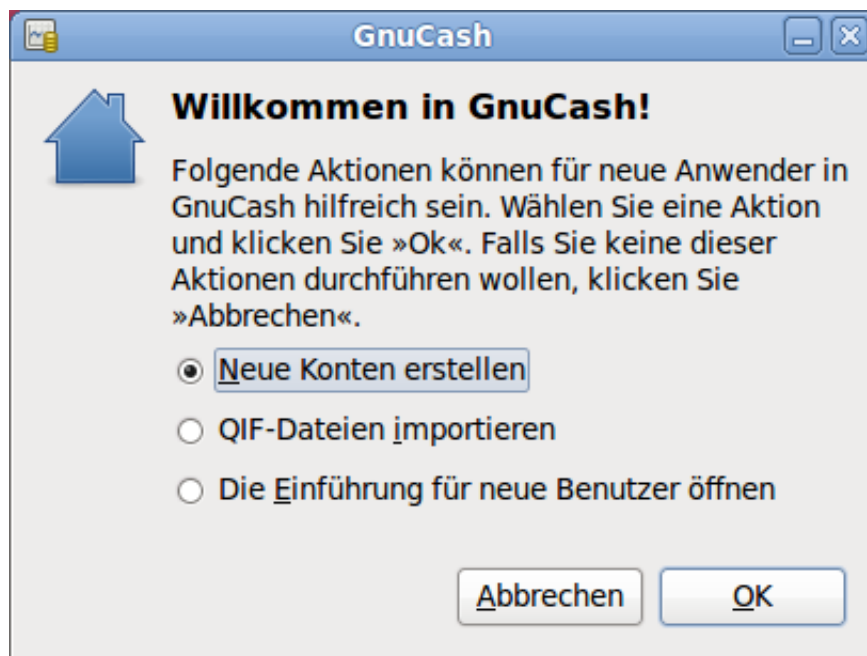 GnuCash
Willkommen in GnuCash!
Folgende Aktionen können für neue Anwender in
GnuCash hilfreich sein. Wählen Sie eine Aktion
und klicken Sie »Ok«. Falls Sie keine dieser
Aktionen durchführen wollen, klicken Sie
»Abbrechen«.
Neue Konten erstellen
QIF-Dateien importieren
Die Einführung für neue Benutzer öffnen
Abbrechen OK